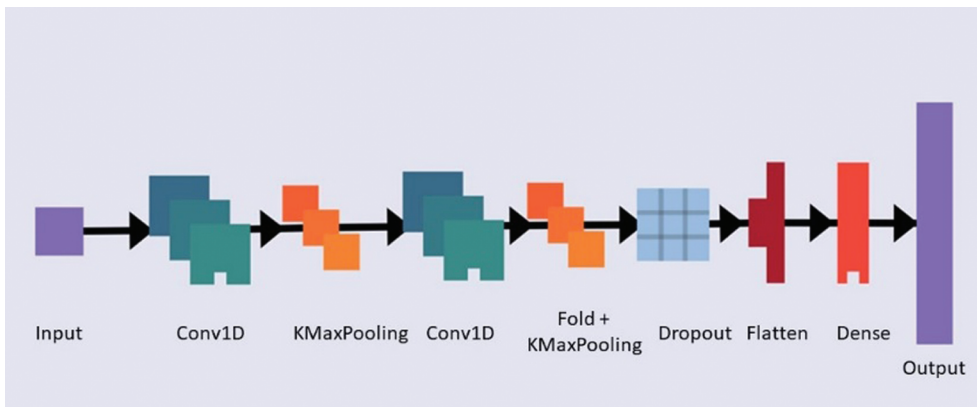 Input
Conv1D
KMaxPooling
Conv1D
Fold +
KMaxPooling
Dropout
Flatten
Dense
Output